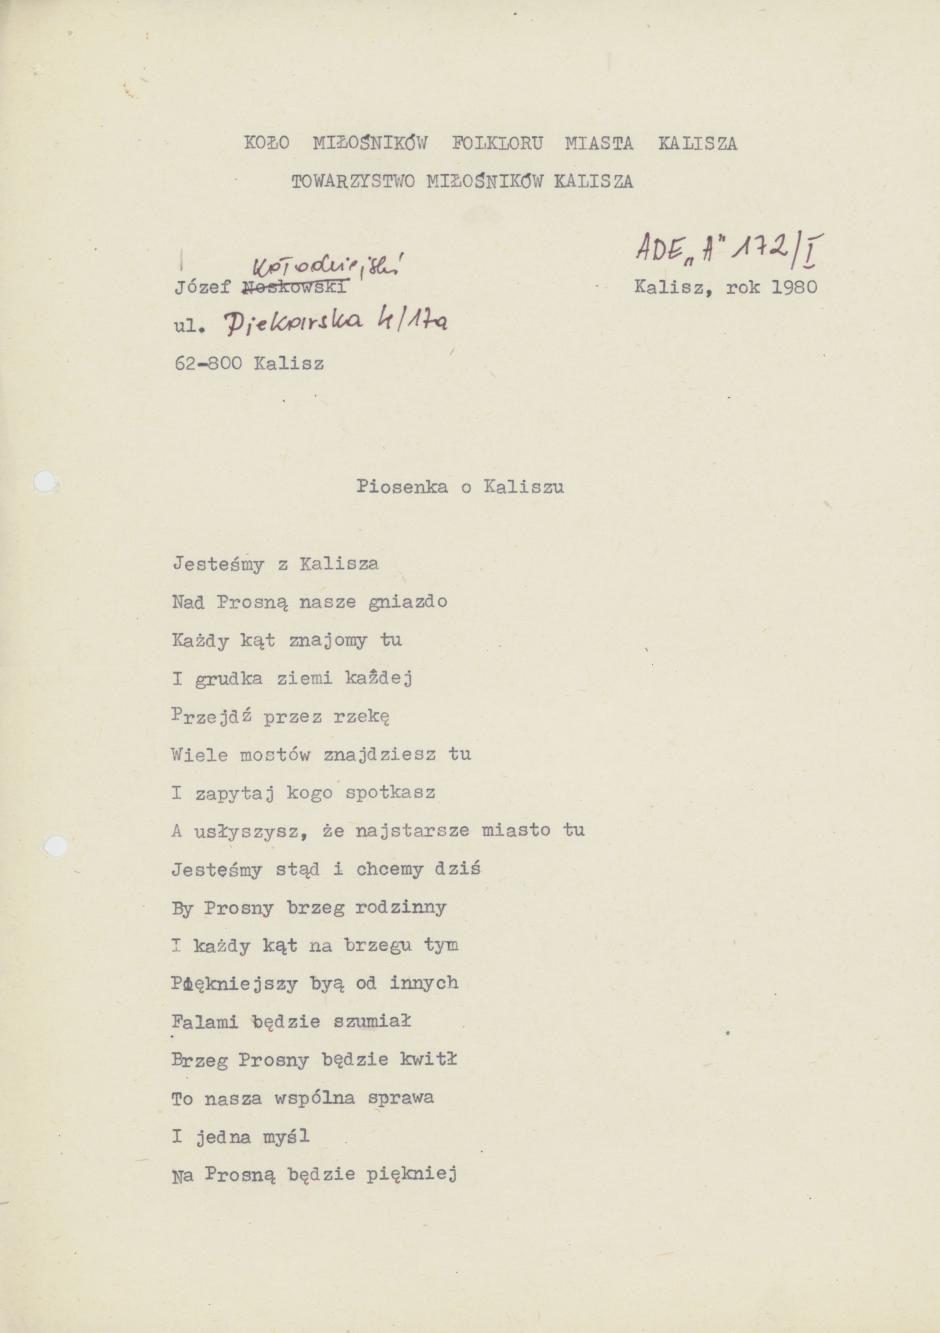 KOŁO MIŁOŚNIKÓW FOLKLORU MIASTA KALISZA
TOWARZYSTWO MIŁOŚNIKÓW KALISZA
ADE „A" 172/I
Kołodziejski
Józef Noskowski
Kalisz, rok 1980
ul. Piekarska 4/17a
62-800 Kalisz
Piosenka o Kaliszu
Jesteśmy z Kalisza
Nad Prosną nasze gniazdo
Każdy kąt znajomy tu
I grudka ziemi każdej
Przejdź przez rzekę
Wiele mostów znajdziesz tu
I zapytaj kogo spotkasz
A usłyszysz, że najstarsze miasto tu
Jesteśmy stąd i chcemy dziś
By Prosny brzeg rodzinny
I każdy kąt na brzegu tym
Piękniejszy byą od innych
Falami będzie szumiał
Brzeg Prosny będzie kwitł
To nasza wspólna sprawa
I jedna myśl
Na Prosną będzie piękniej